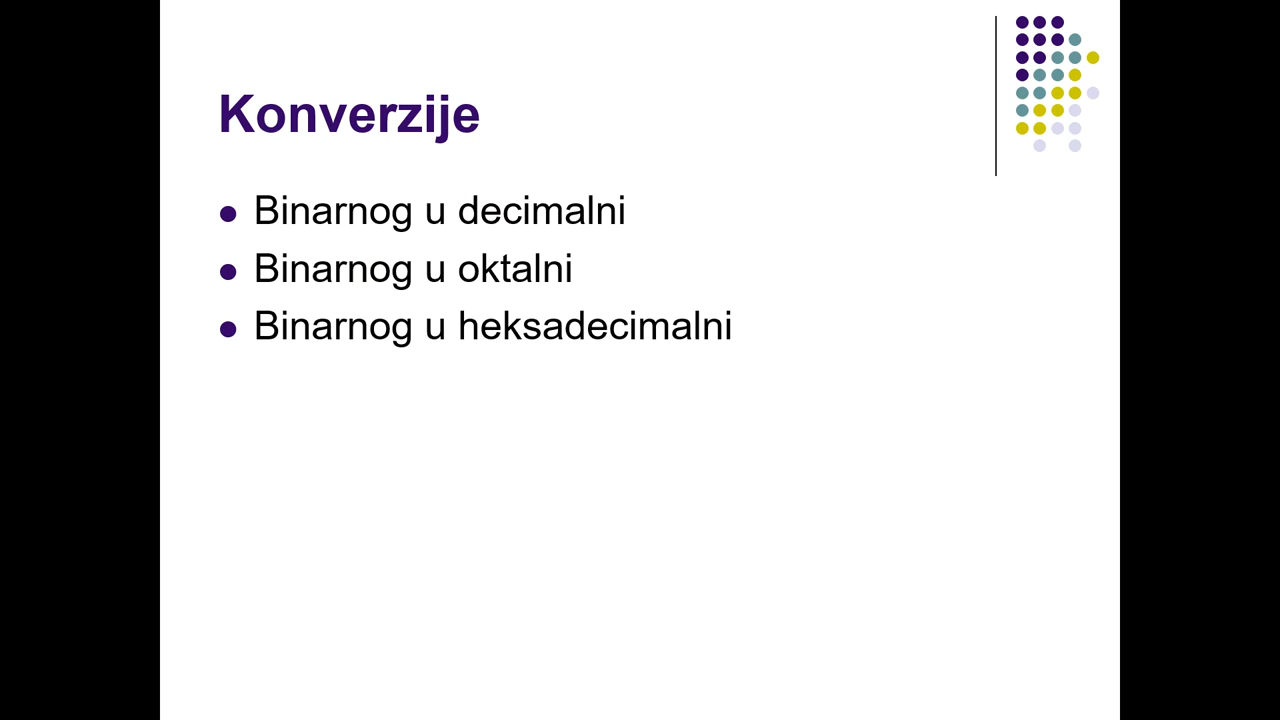 Konverzije
Binarnog u decimalni
Binarnog u oktalni
Binarnog u heksadecimalni